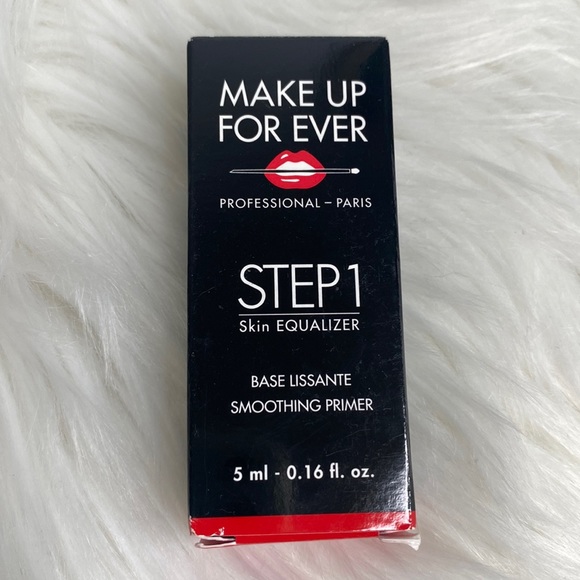 MAKE UP
FOR EVER
PROFESSIONAL – PARIS
STEP 1
Skin EQUALIZER
BASE LISSANTE
SMOOTHING PRIMER
5 ml - 0.16 fl. oz.